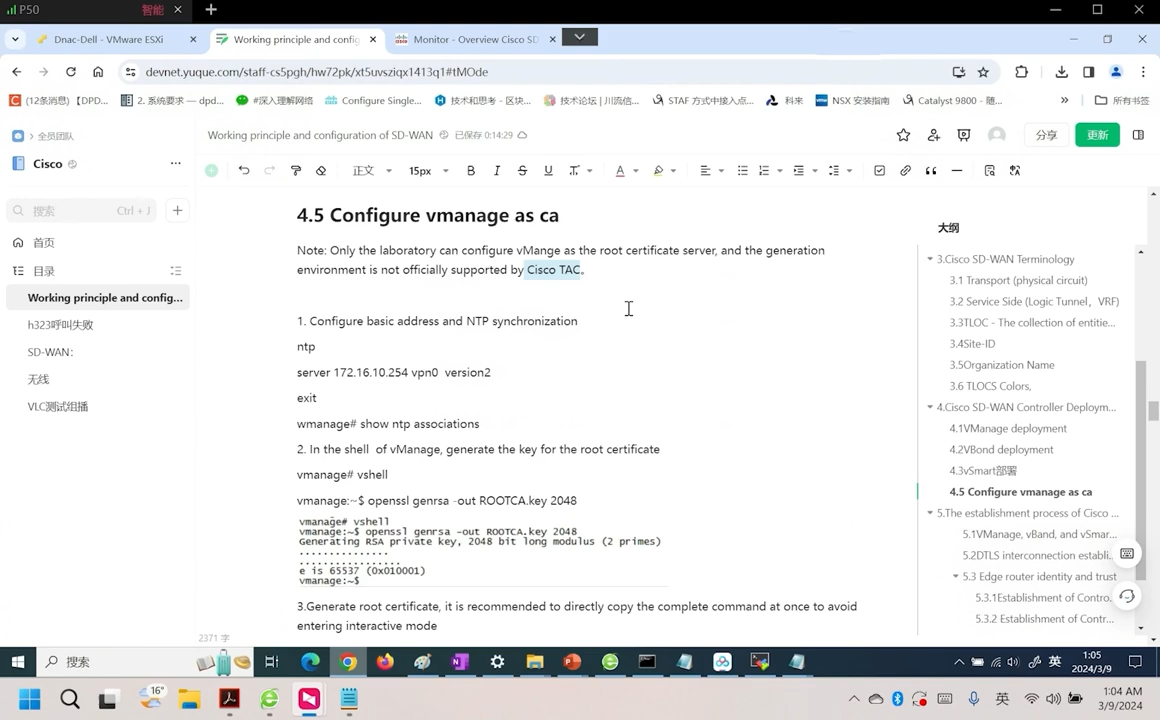 P50
智能
Dnac-Dell - VMware ESXi
Working principle and config
Monitor - Overview Cisco SD
devnet.yuque.com/staff-cs5pgh/hw72pk/xt5uvsziqx1413q1#tMOde
(12条消息) 【DPD...
2. 系统要求 — dpd...
#深入理解网络
Configure Single...
技术和思考 - 区块...
技术论坛 | 川流信...
STAF 方式中接入点...
科来
NSX 安装指南
Catalyst 9800 - 随...
所有书签
全员团队
Working principle and configuration of SD-WAN
已保存 0:14:29
分享
更新
Cisco
正文
15px
搜索
Ctrl + J
首页
目录
Working principle and config...
h323呼叫失败
SD-WAN:
无线
VLC测试组播
4.5 Configure vmanage as ca
Note: Only the laboratory can configure vMange as the root certificate server, and the generation
environment is not officially supported by Cisco TAC。
1. Configure basic address and NTP synchronization
ntp
server 172.16.10.254 vpn0 version2
exit
wmanage# show ntp associations
2. In the shell of vManage, generate the key for the root certificate
vmanage# vshell
vmanage:~$ openssl genrsa -out ROOTCA.key 2048
vmanage# vshell
vmanage:~$ openssl genrsa -out ROOTCA.key 2048
Generating RSA private key, 2048 bit long modulus (2 primes)
................
................
e is 65537 (0x010001)
vmanage:~$
3.Generate root certificate, it is recommended to directly copy the complete command at once to avoid
entering interactive mode
2371 字
大纲
3.Cisco SD-WAN Terminology
3.1 Transport (physical circuit)
3.2 Service Side (Logic Tunnel，VRF)
3.3TLOC - The collection of entitie...
3.4Site-ID
3.5Organization Name
3.6 TLOCS Colors,
4.Cisco SD-WAN Controller Deploym...
4.1VManage deployment
4.2VBond deployment
4.3vSmart部署
4.5 Configure vmanage as ca
5.The establishment process of Cisco ...
5.1VManage, vBand, and vSmar...
5.2DTLS interconnection establi...
5.3 Edge router identity and trust
5.3.1Establishment of Contro...
5.3.2 Establishment of Contr...
搜索
英
1:05
2024/3/9
16°
英
1:04 AM
3/9/2024